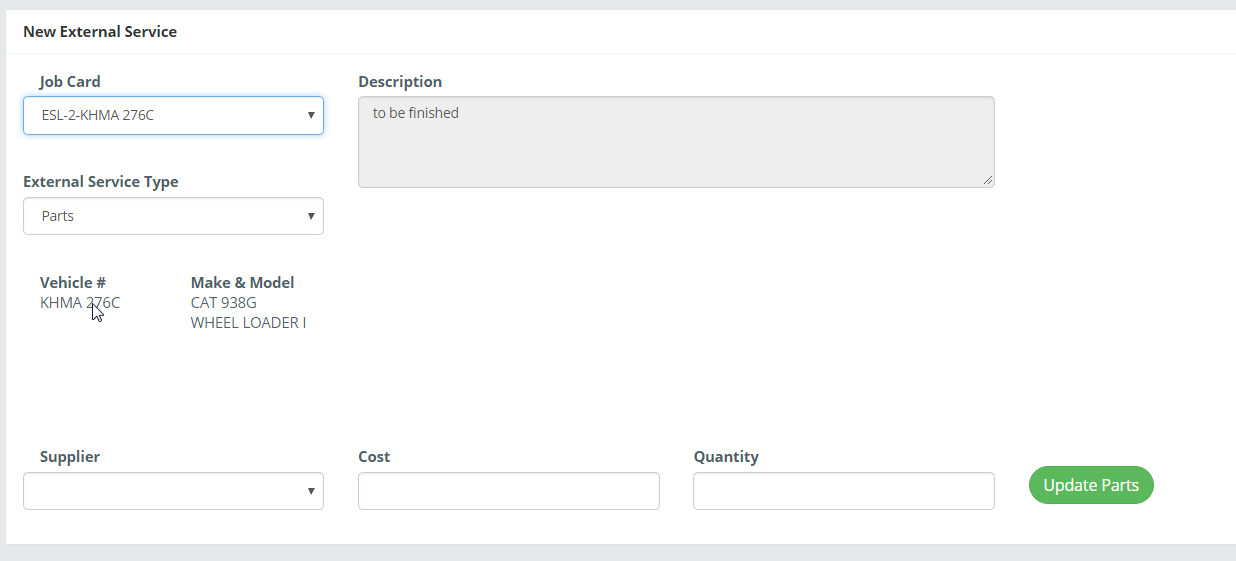 New External Service
Job Card
Description
ESL-2-KHMA 276C
to be finished
External Service Type
Parts
Vehicle #
Make & Model
KHMA 276C
CAT 938G
WHEEL LOADER I
Supplier
Cost
Quantity
Update Parts